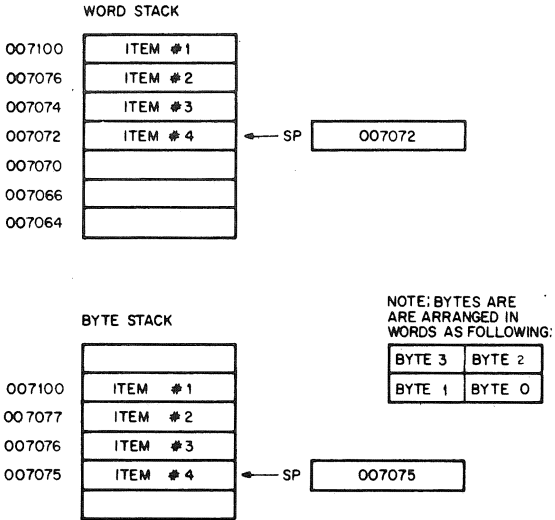 WORD STACK
007100 ITEM #1
007076 ITEM #2
007074 ITEM #3
007072 ITEM #4 SP 007072
007070
007066
007064
NOTE: BYTES ARE
ARE ARRANGED IN
WORDS AS FOLLOWING:
BYTE 3 BYTE 2
BYTE 1 BYTE 0
BYTE STACK
007100 ITEM #1
007077 ITEM #2
007076 ITEM #3
007075 ITEM #4 SP 007075